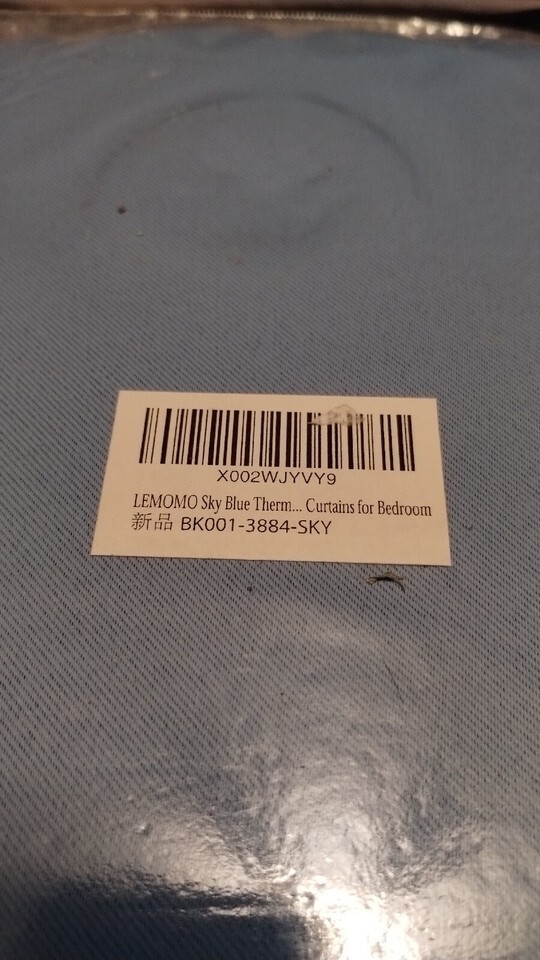 X002WJYVY9
LEMOMO Sky Blue Therm... Curtains for Bedroom
新品 BK001-3884-SKY